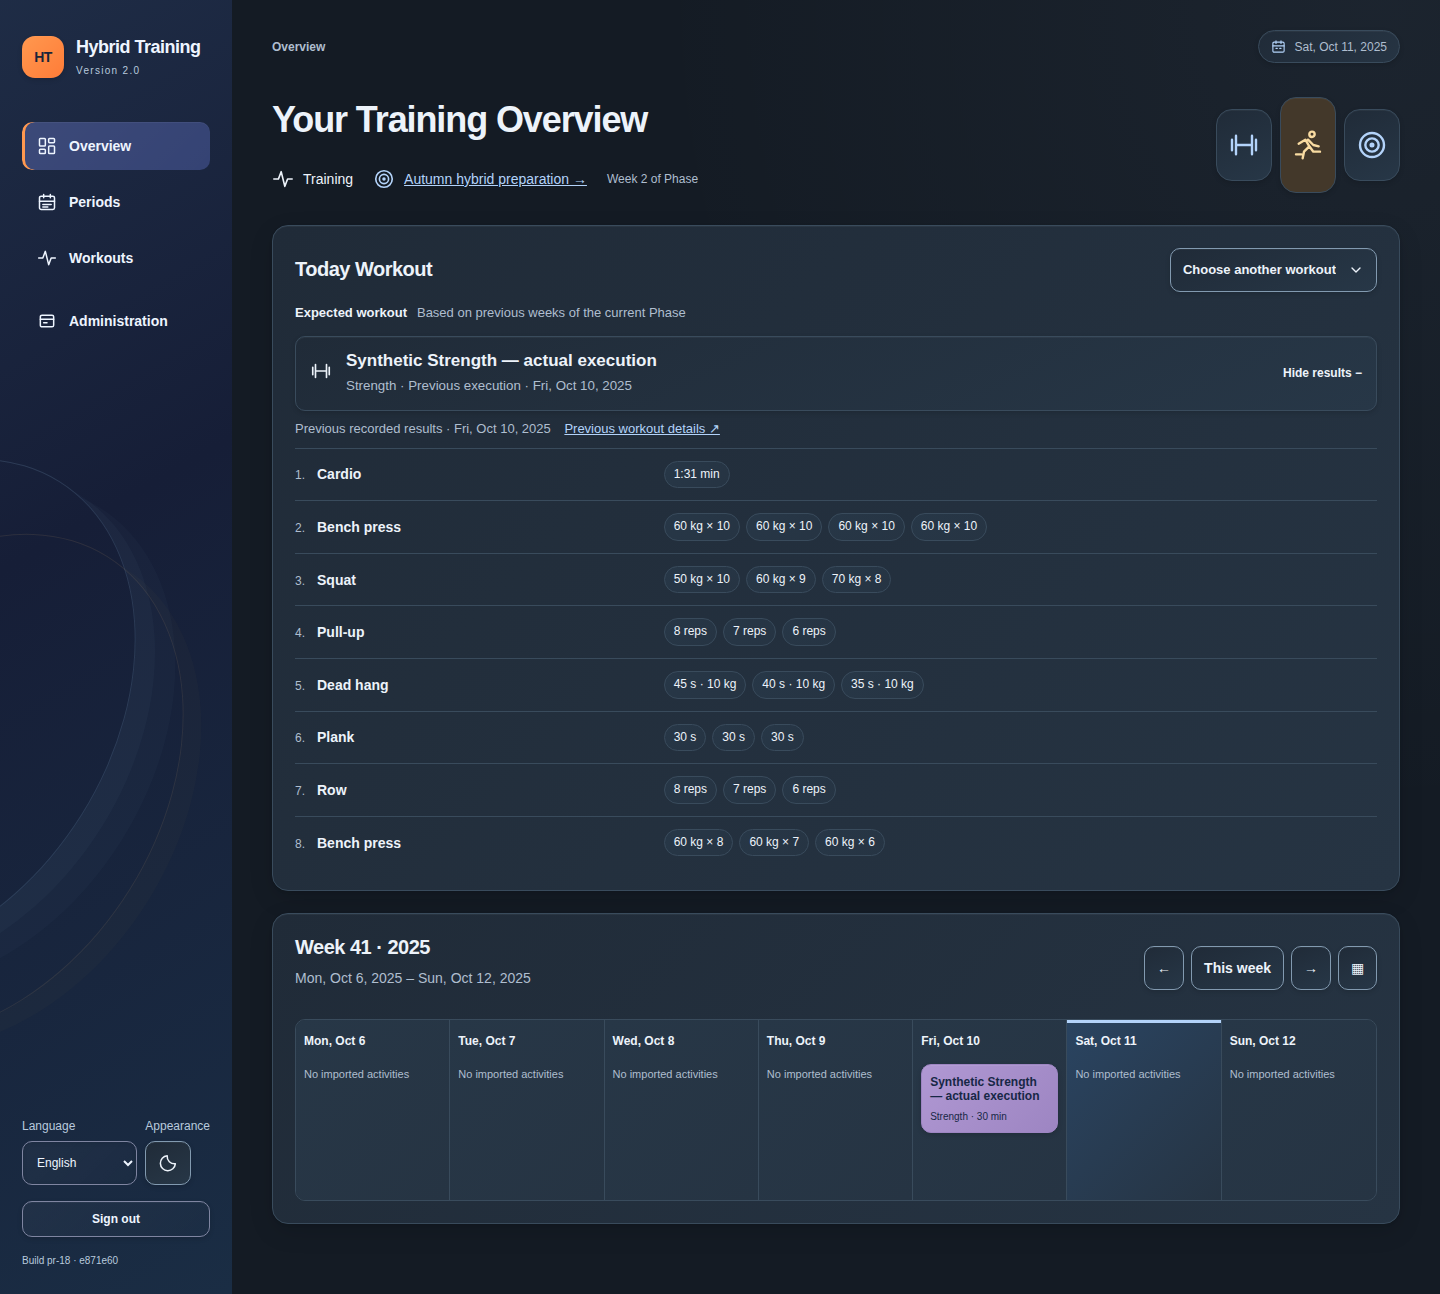 HT
Hybrid Training
Version 2.0
Overview
Periods
Workouts
Administration
Language
Appearance
English
Sign out
Build pr-18 · e871e60
Overview
Sat, Oct 11, 2025
Your Training Overview
Training
Autumn hybrid preparation →
Week 2 of Phase
Today Workout
Choose another workout
Expected workout Based on previous weeks of the current Phase
Synthetic Strength — actual execution
Strength · Previous execution · Fri, Oct 10, 2025
Hide results −
Previous recorded results · Fri, Oct 10, 2025 Previous workout details ↗
1. Cardio 1:31 min
2. Bench press 60 kg × 10 60 kg × 10 60 kg × 10 60 kg × 10
3. Squat 50 kg × 10 60 kg × 9 70 kg × 8
4. Pull-up 8 reps 7 reps 6 reps
5. Dead hang 45 s · 10 kg 40 s · 10 kg 35 s · 10 kg
6. Plank 30 s 30 s 30 s
7. Row 8 reps 7 reps 6 reps
8. Bench press 60 kg × 8 60 kg × 7 60 kg × 6
Week 41 · 2025
Mon, Oct 6, 2025 – Sun, Oct 12, 2025
← This week →
Mon, Oct 6
No imported activities
Tue, Oct 7
No imported activities
Wed, Oct 8
No imported activities
Thu, Oct 9
No imported activities
Fri, Oct 10
Synthetic Strength
— actual execution
Strength · 30 min
Sat, Oct 11
No imported activities
Sun, Oct 12
No imported activities